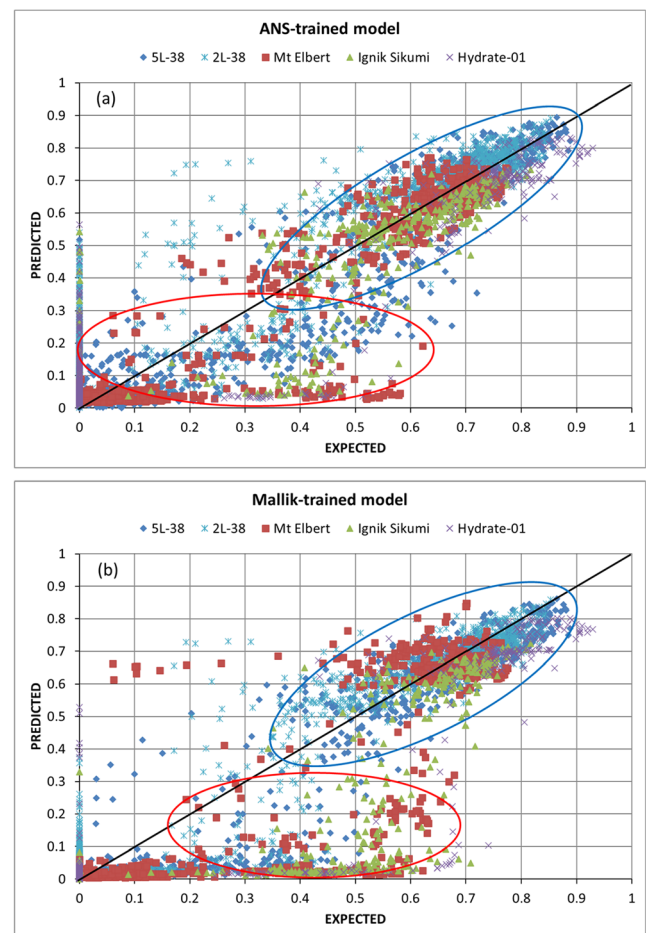 ANS-trained model
5L-38 2L-38 Mt Elbert Ignik Sikumi Hydrate-01
(a)
1
0.9
0.8
0.7
0.6
0.5
0.4
0.3
0.2
0.1
0
PREDICTED
0 0.1 0.2 0.3 0.4 0.5 0.6 0.7 0.8 0.9 1
EXPECTED
Mallik-trained model
5L-38 2L-38 Mt Elbert Ignik Sikumi Hydrate-01
(b)
1
0.9
0.8
0.7
0.6
0.5
0.4
0.3
0.2
0.1
0
PREDICTED
0 0.1 0.2 0.3 0.4 0.5 0.6 0.7 0.8 0.9 1
EXPECTED